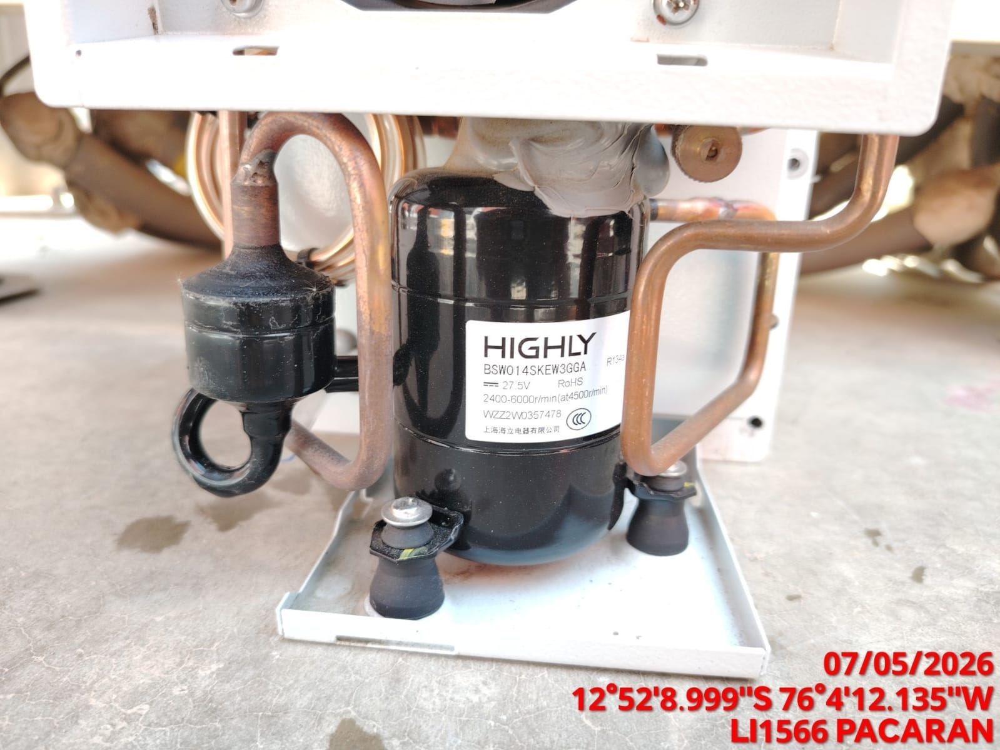 HIGHLY
BSW014SKEW3GGA R134a
27.5V RoHS
2400-6000r/min(at4500r/min)
WZZ2W0357478
上海海立电器有限公司
07/05/2026
12°52'8.999"S 76°4'12.135"W
LI1566 PACARAN